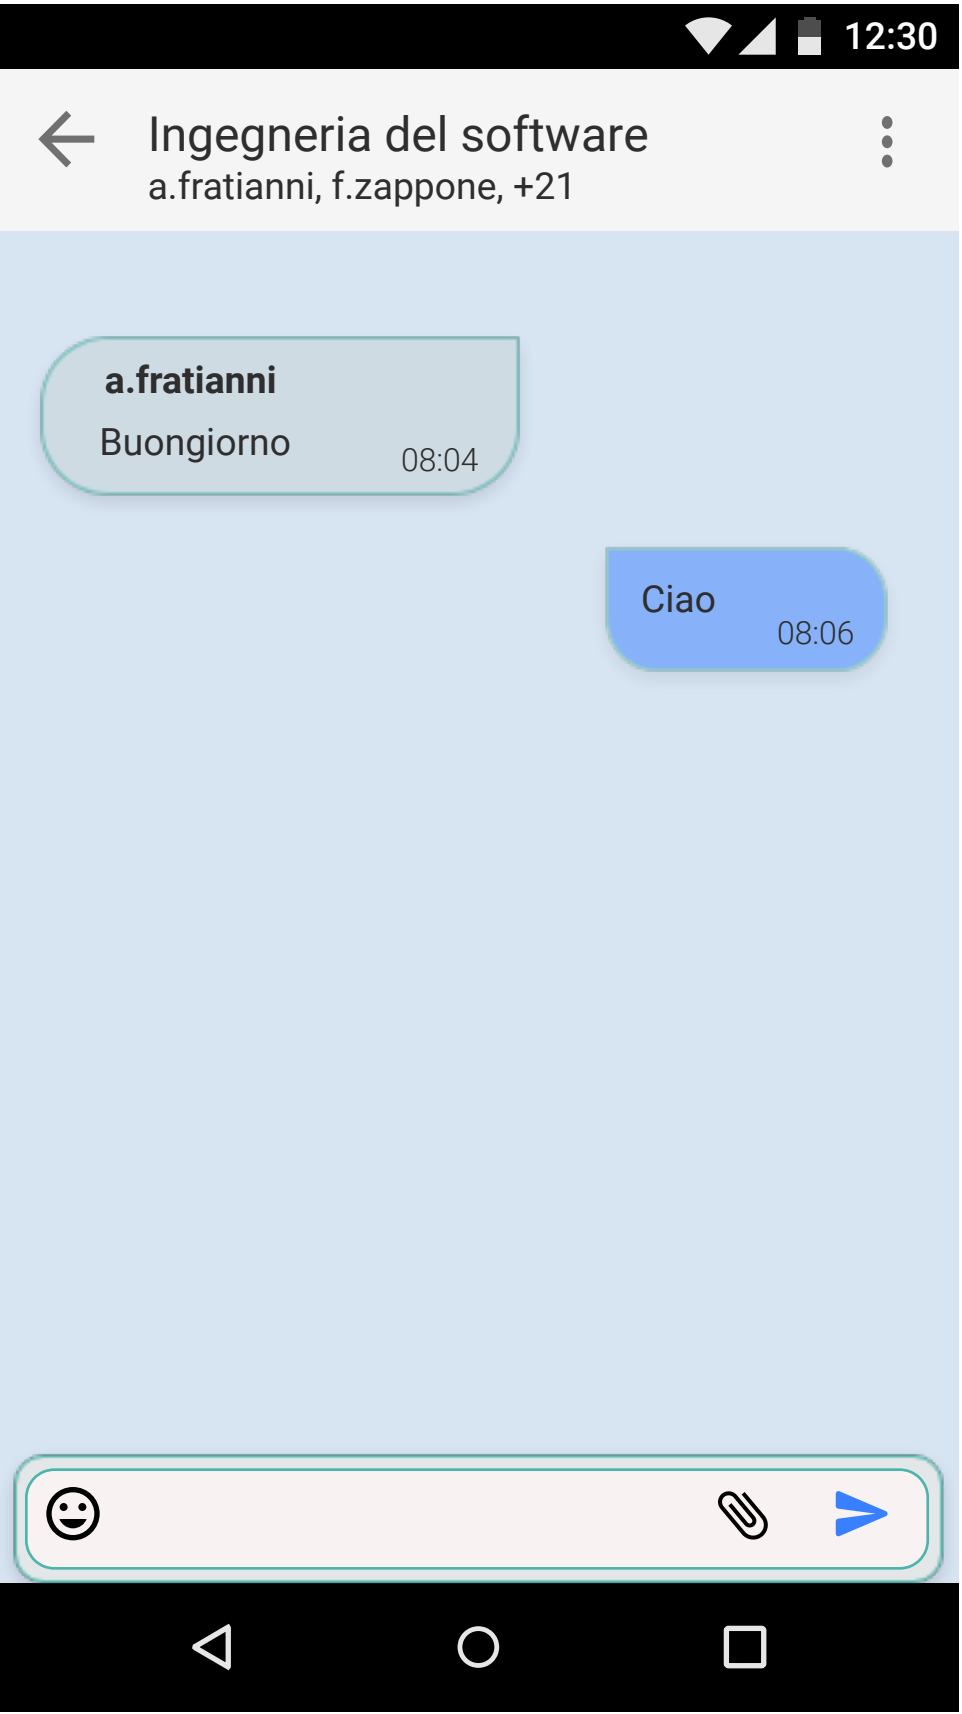 12:30
Ingegneria del software
a.fratianni, f.zappone, +21
a.fratianni
Buongiorno
08:04
Ciao
08:06